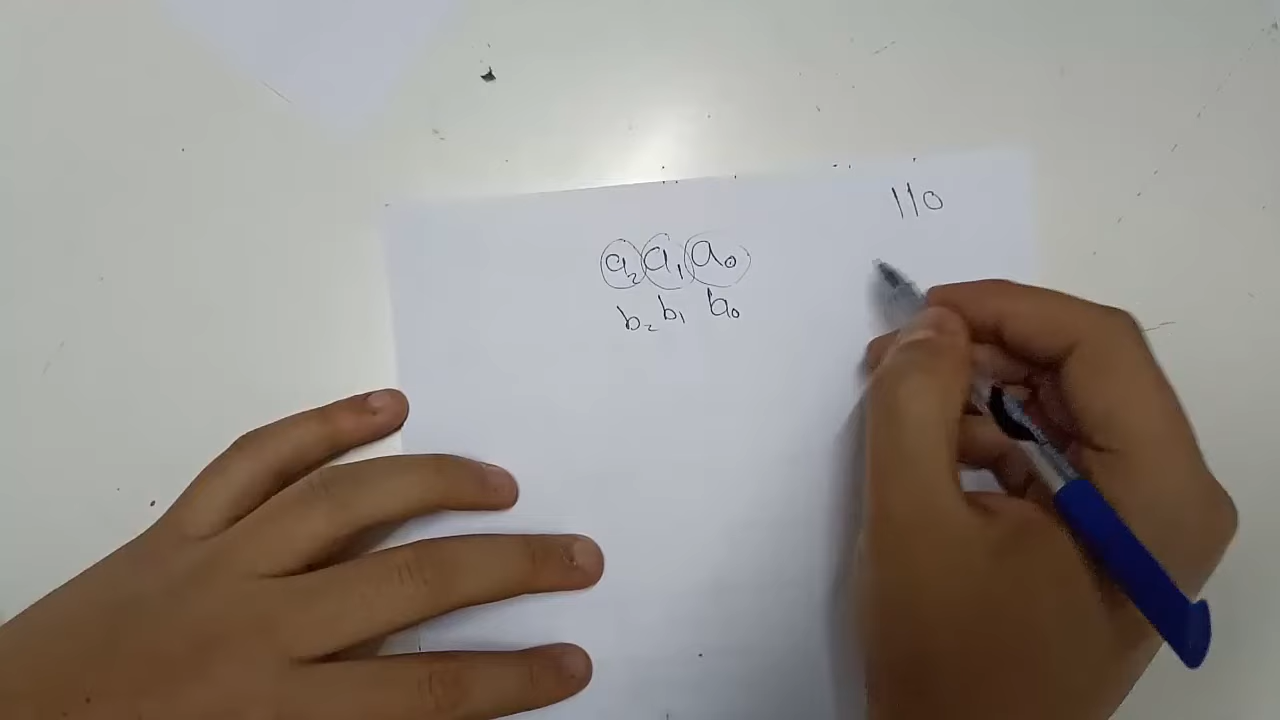 110
a₂ a₁ a₀
b₂ b₁ b₀